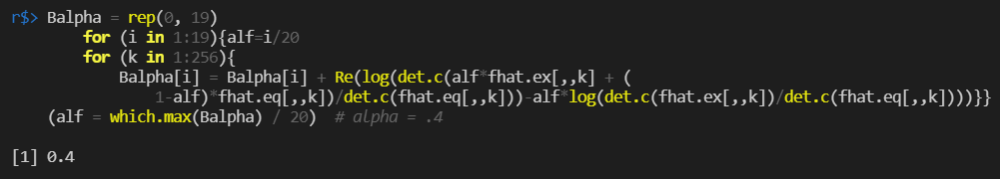 r$> Balpha = rep(0, 19)
for (i in 1:19){alf=i/20
for (k in 1:256){
Balpha[i] = Balpha[i] + Re(log(det.c(alf*fhat.ex[,,k] + (
1-alf)*fhat.eq[,,k])/det.c(fhat.eq[,,k]))-alf*log(det.c(fhat.ex[,,k])/det.c(fhat.eq[,,k])))}}
(alf = which.max(Balpha) / 20)  # alpha = .4
[1] 0.4